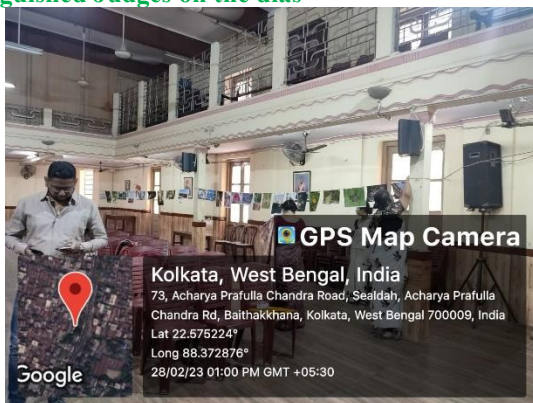 guished Judges on the dias
GPS Map Camera
Kolkata, West Bengal, India
73, Acharya Prafulla Chandra Road, Sealdah, Acharya Prafulla
Chandra Rd, Baithakkhana, Kolkata, West Bengal 700009, India
Lat 22.575224°
Long 88.372876°
28/02/23 01:00 PM GMT +05:30
Google